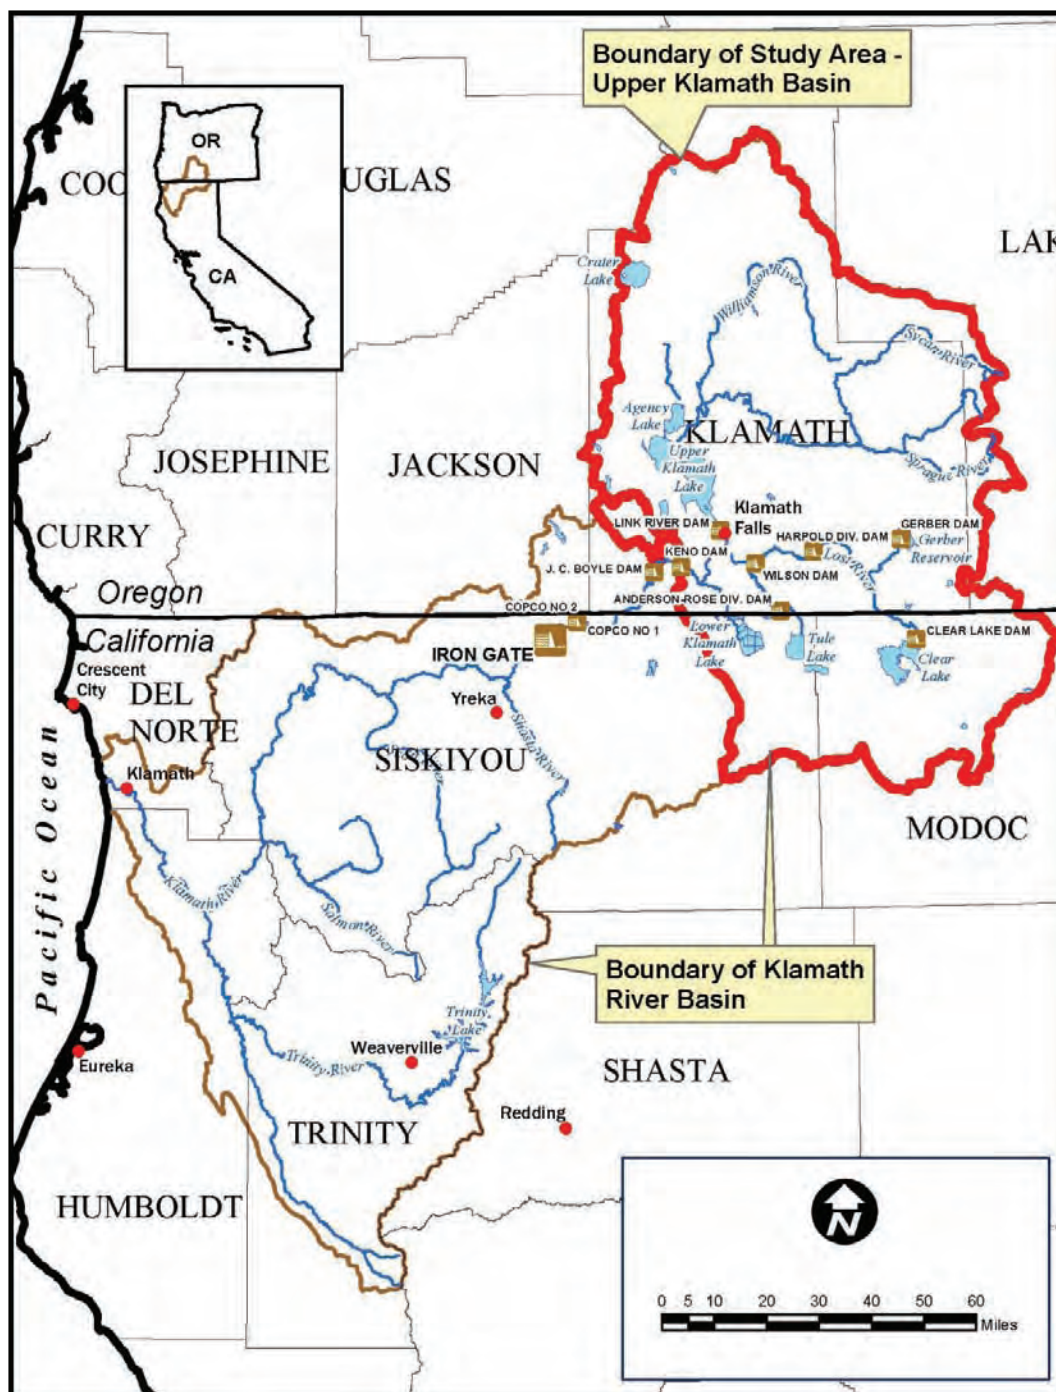 Boundary of Study Area -
Upper Klamath Basin
OR
CA
COO
UGLAS
LAK
Crater
Lake
Williamson River
Sycan River
Agency
Lake
KLAMATH
Upper
Klamath
Lake
Sprague River
JOSEPHINE
JACKSON
CURRY
LINK RIVER DAM
Klamath
Falls
HARPOLD DIV. DAM
GERBER DAM
Gerber
Reservoir
KENO DAM
Lost River
J. C. BOYLE DAM
WILSON DAM
Oregon
ANDERSON-ROSE DIV. DAM
COPCO NO 2
COPCO NO 1
California
IRON GATE
Lower
Klamath
Lake
Tule
Lake
CLEAR LAKE DAM
Clear
Lake
Crescent
City
DEL
NORTE
Yreka
Shasta River
SISKIYOU
Klamath
Pacific Ocean
MODOC
Klamath River
Salmon River
Boundary of Klamath
River Basin
Trinity
Lake
Weaverville
Trinity River
Eureka
SHASTA
Redding
TRINITY
HUMBOLDT
N
0 5 10 20 30 40 50 60
Miles